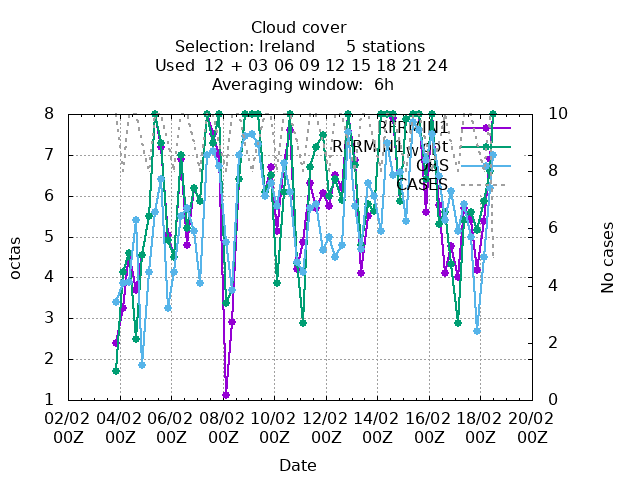 Cloud cover
Selection: Ireland 5 stations
Used 12 + 03 06 09 12 15 18 21 24
Averaging window: 6h
8
7
6
5
4
3
2
1
octas
10
8
6
4
2
0
No cases
OBS
CASES
02/02 04/02 06/02 08/02 10/02 12/02 14/02 16/02 18/02 20/02
00Z 00Z 00Z 00Z 00Z 00Z 00Z 00Z 00Z 00Z
Date